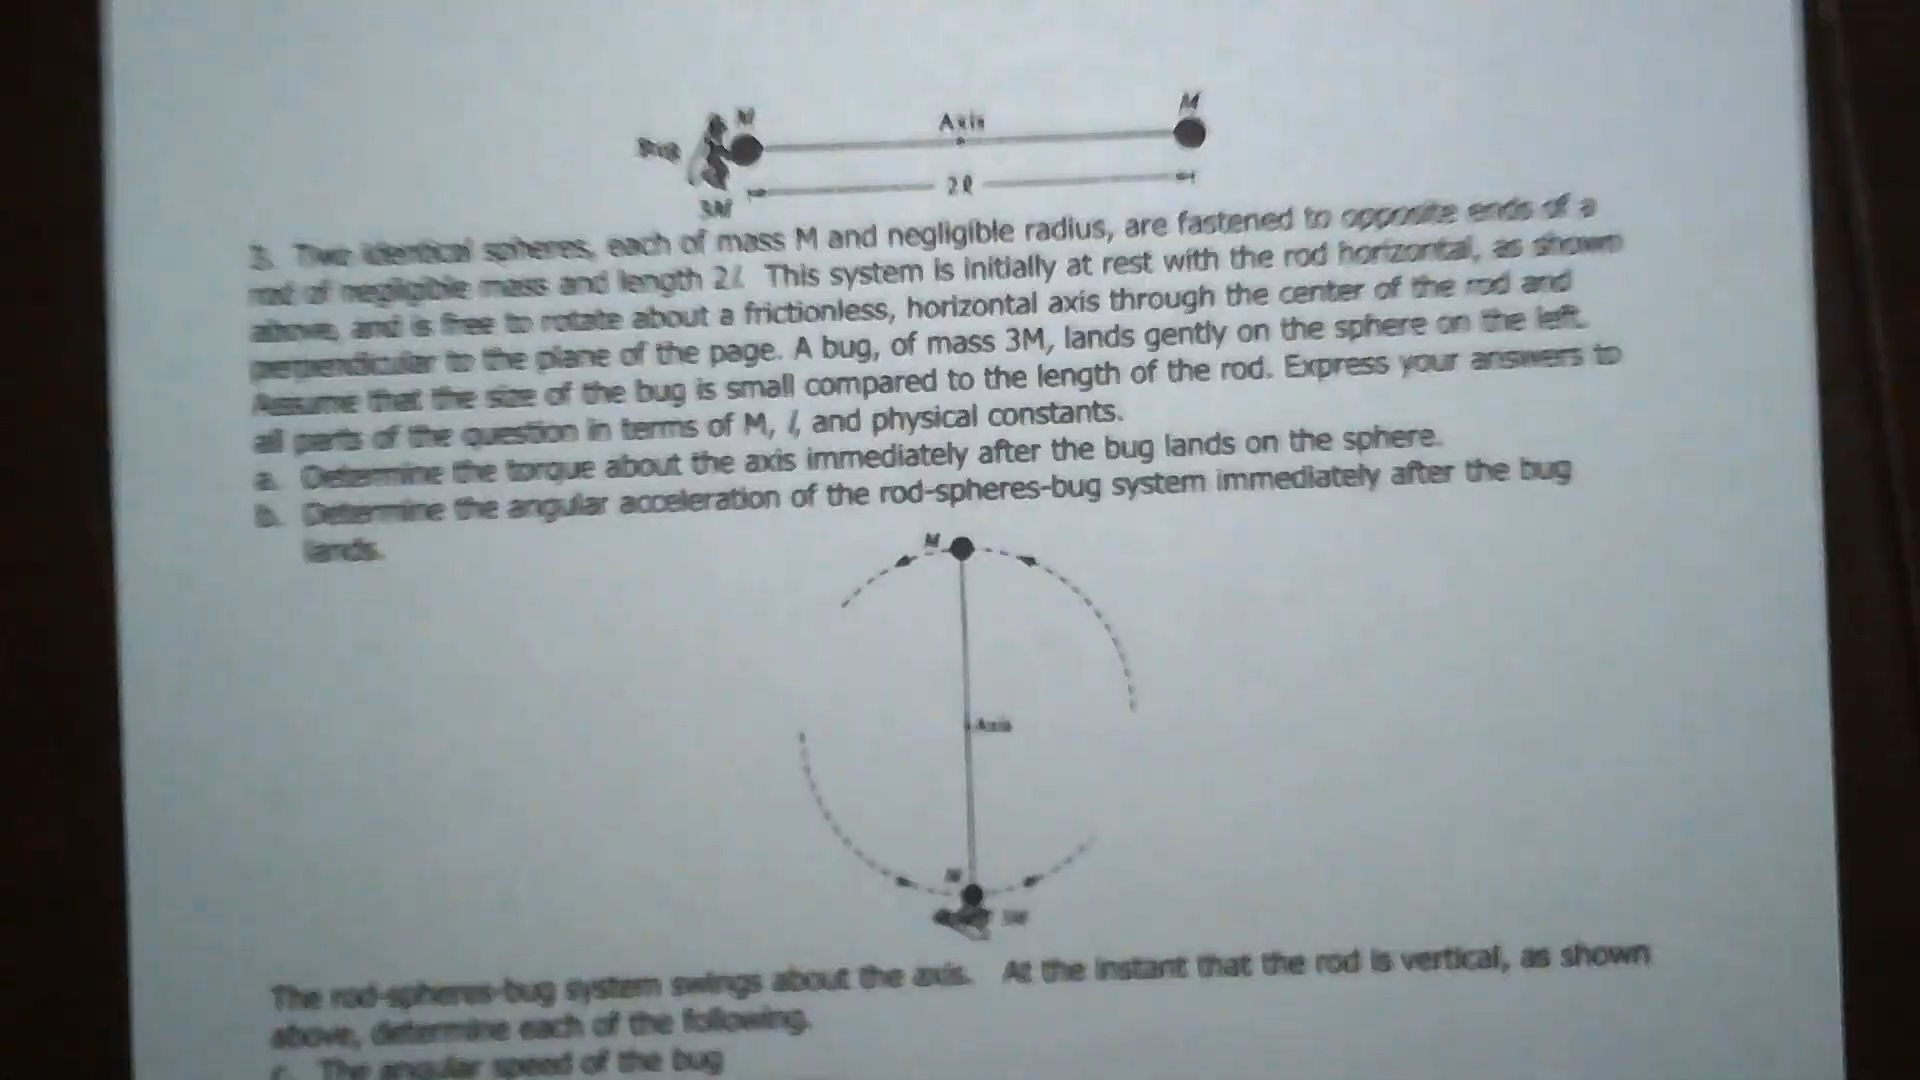 M
Axis
M
Bug
2ℓ
3M
3. Two identical spheres, each of mass M and negligible radius, are fastened to opposite ends of a
rod of negligible mass and length 2l. This system is initially at rest with the rod horizontal, as shown
above, and is free to rotate about a frictionless, horizontal axis through the center of the rod and
perpendicular to the plane of the page. A bug, of mass 3M, lands gently on the sphere on the left.
Assume that the size of the bug is small compared to the length of the rod. Express your answers to
all parts of the question in terms of M, l, and physical constants.
a. Determine the torque about the axis immediately after the bug lands on the sphere.
b. Determine the angular acceleration of the rod-spheres-bug system immediately after the bug
lands.
M
Axis
M
3M
The rod-spheres-bug system swings about the axis. At the instant that the rod is vertical, as shown
above, determine each of the following.
c. The angular speed of the bug